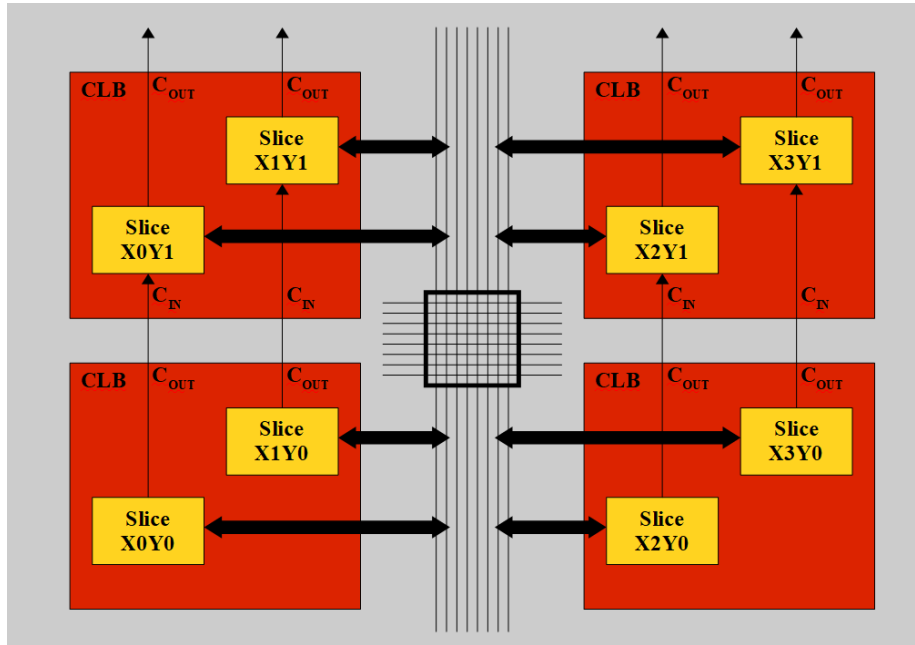 CLB
COUT
COUT
Slice
X1Y1
Slice
X0Y1
CIN
CIN
CLB
COUT
COUT
Slice
X3Y1
Slice
X2Y1
CIN
CIN
CLB
COUT
COUT
Slice
X1Y0
Slice
X0Y0
CLB
COUT
COUT
Slice
X3Y0
Slice
X2Y0